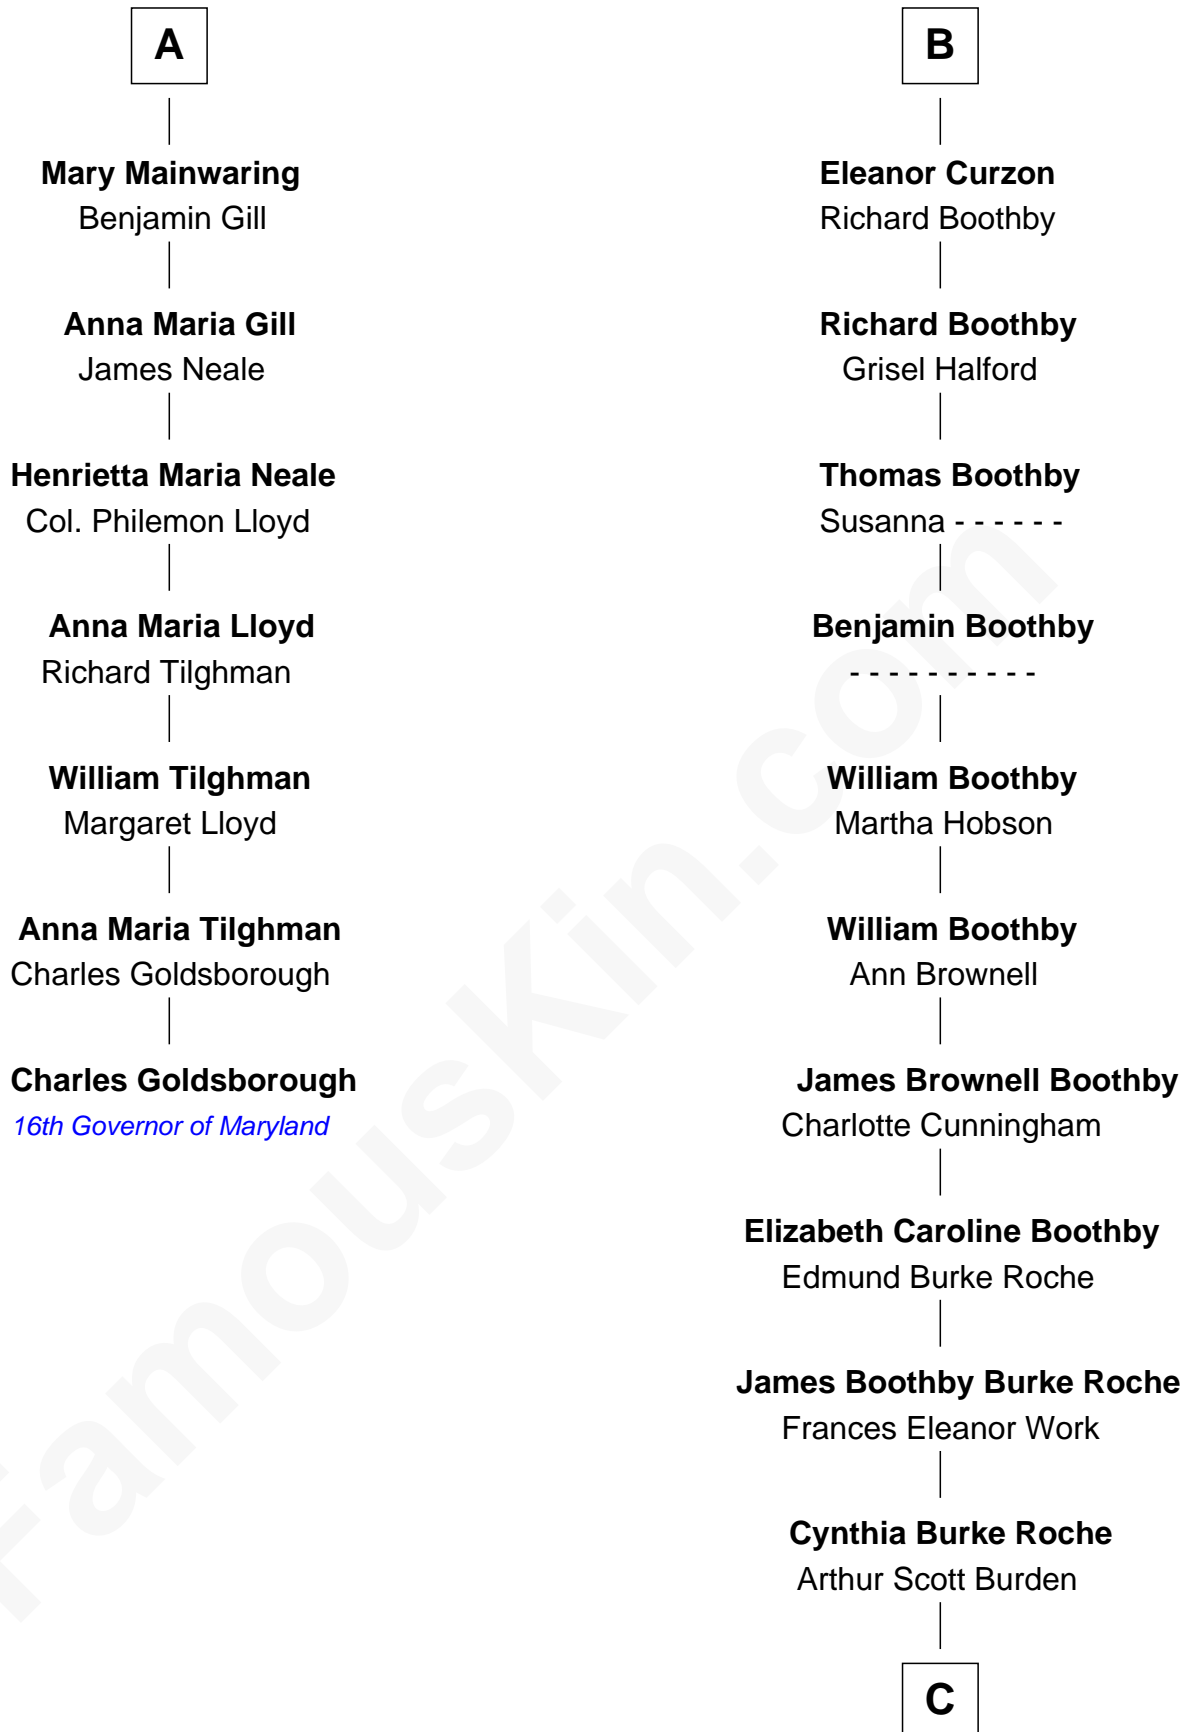 A
Mary Mainwaring
Benjamin Gill
Anna Maria Gill
James Neale
Henrietta Maria Neale
Col. Philemon Lloyd
Anna Maria Lloyd
Richard Tilghman
William Tilghman
Margaret Lloyd
Anna Maria Tilghman
Charles Goldsborough
Charles Goldsborough
16th Governor of Maryland
B
Eleanor Curzon
Richard Boothby
Richard Boothby
Grisel Halford
Thomas Boothby
Susanna - - - - - -
Benjamin Boothby
- - - - - - - - - -
William Boothby
Martha Hobson
William Boothby
Ann Brownell
James Brownell Boothby
Charlotte Cunningham
Elizabeth Caroline Boothby
Edmund Burke Roche
James Boothby Burke Roche
Frances Eleanor Work
Cynthia Burke Roche
Arthur Scott Burden
C
FamousKin.com